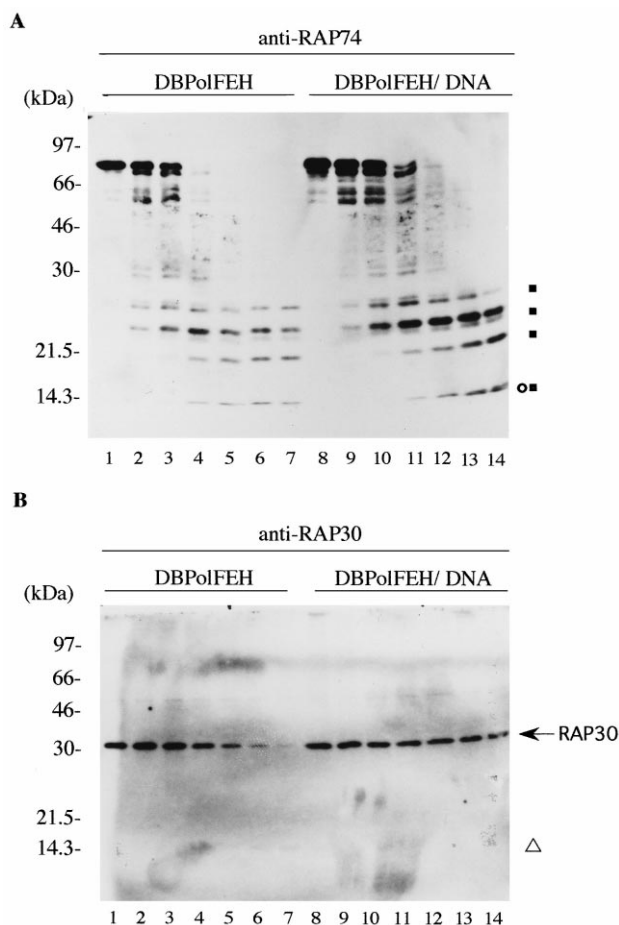 A
anti-RAP74
DBPolFEH DBPolFEH/ DNA
(kDa)
97-
66-
46-
30-
21.5-
14.3-
1 2 3 4 5 6 7 8 9 10 11 12 13 14
B
anti-RAP30
DBPolFEH DBPolFEH/ DNA
(kDa)
97-
66-
46-
30-
RAP30
21.5-
14.3-
1 2 3 4 5 6 7 8 9 10 11 12 13 14